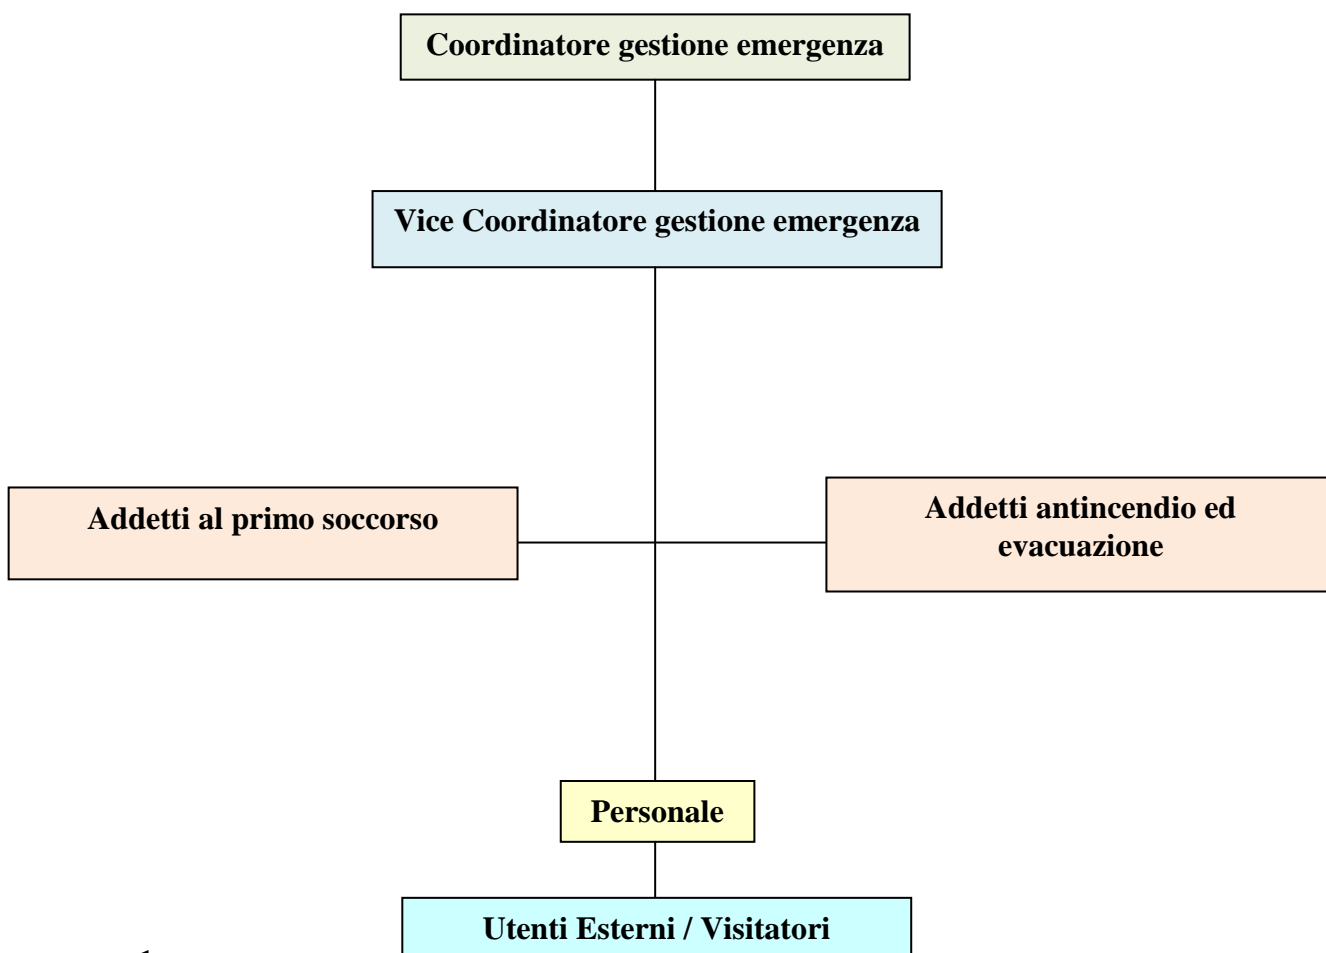 Coordinatore gestione emergenza
Vice Coordinatore gestione emergenza
Addetti al primo soccorso
Addetti antincendio ed
evacuazione
Personale
Utenti Esterni / Visitatori